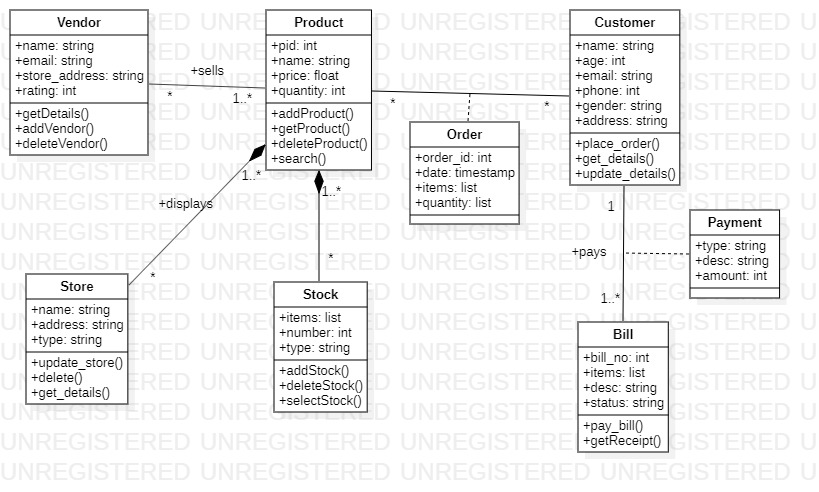 Vendor
+name: string
+email: string
+store_address: string
+rating: int
+getDetails()
+addVendor()
+deleteVendor()
+sells
*
1..*
Product
+pid: int
+name: string
+price: float
+quantity: int
+addProduct()
+getProduct()
+deleteProduct()
+search()
*
*
Customer
+name: string
+age: int
+email: string
+phone: int
+gender: string
+address: string
+place_order()
+get_details()
+update_details()
Order
+order_id: int
+date: timestamp
+items: list
+quantity: list
1..*
+displays
*
1..*
*
1
+pays
1..*
Payment
+type: string
+desc: string
+amount: int
Store
+name: string
+address: string
+type: string
+update_store()
+delete()
+get_details()
Stock
+items: list
+number: int
+type: string
+addStock()
+deleteStock()
+selectStock()
Bill
+bill_no: int
+items: list
+desc: string
+status: string
+pay_bill()
+getReceipt()
UNREGISTERED UNREGISTERED UNREGISTERED UNREGISTERED U